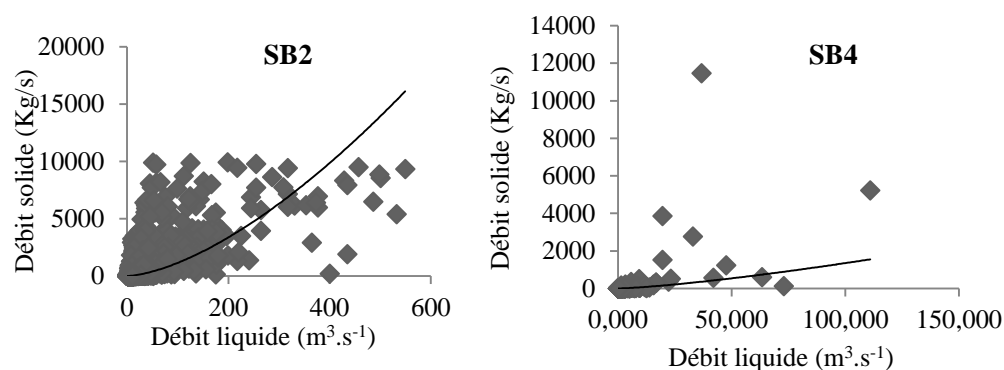 SB2
Débit solide (Kg/s)
20000
15000
10000
5000
0
0 200 400 600
Débit liquide (m³.s⁻¹)
SB4
Débit solide (Kg/s)
14000
12000
10000
8000
6000
4000
2000
0
0,000 50,000 100,000 150,000
Débit liquide (m³.s⁻¹)